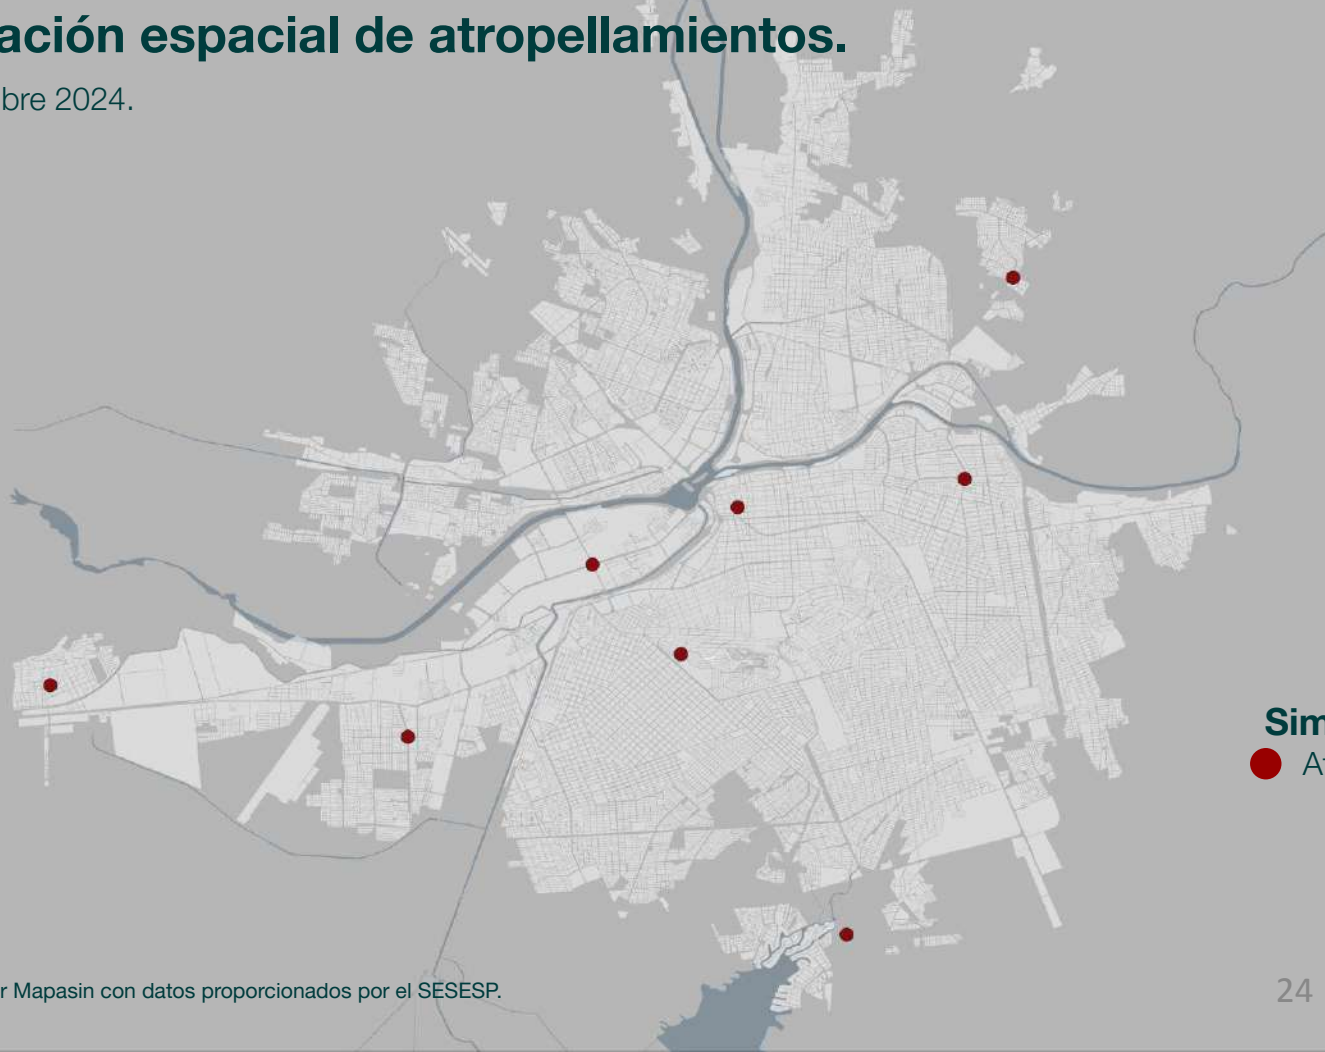 ación espacial de atropellamientos.
bre 2024.
Sim
At
r Mapasin con datos proporcionados por el SESESP.
24